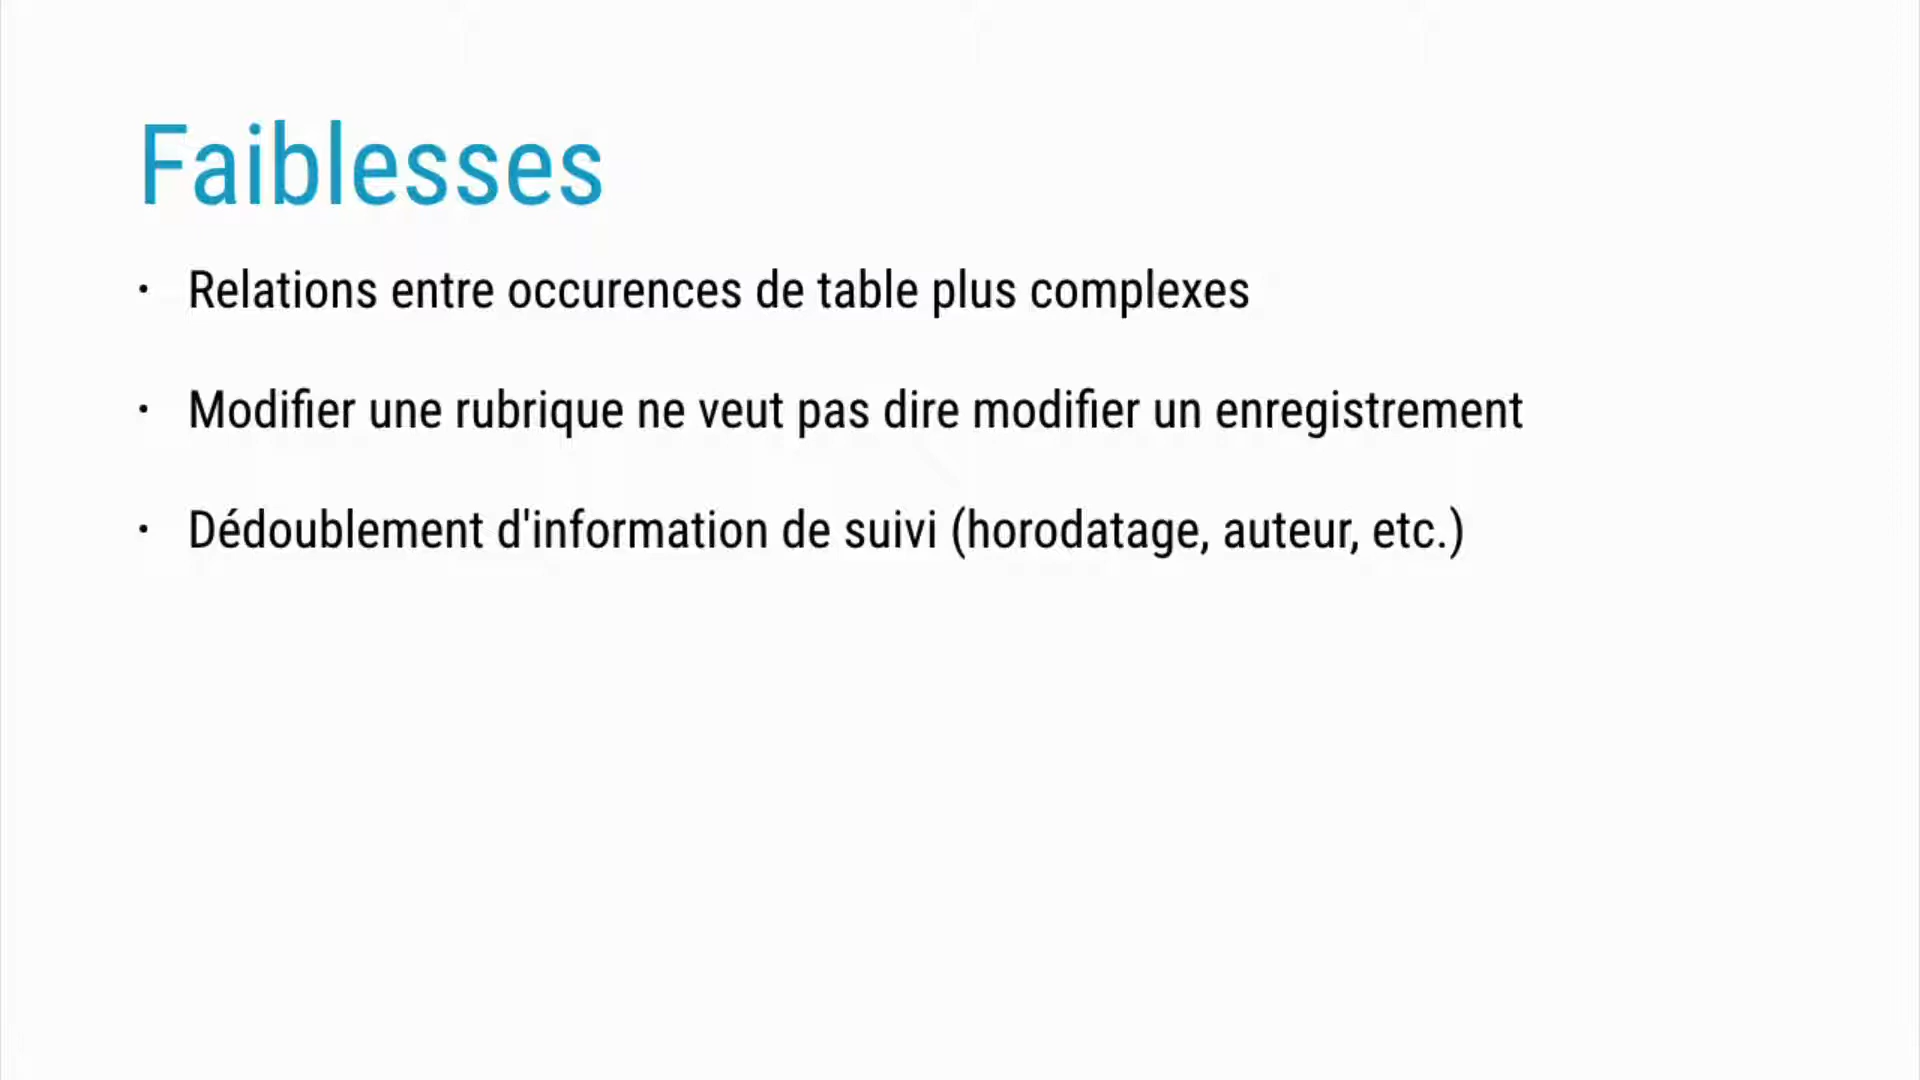 Faiblesses
· Relations entre occurences de table plus complexes
· Modifier une rubrique ne veut pas dire modifier un enregistrement
· Dédoublement d'information de suivi (horodatage, auteur, etc.)